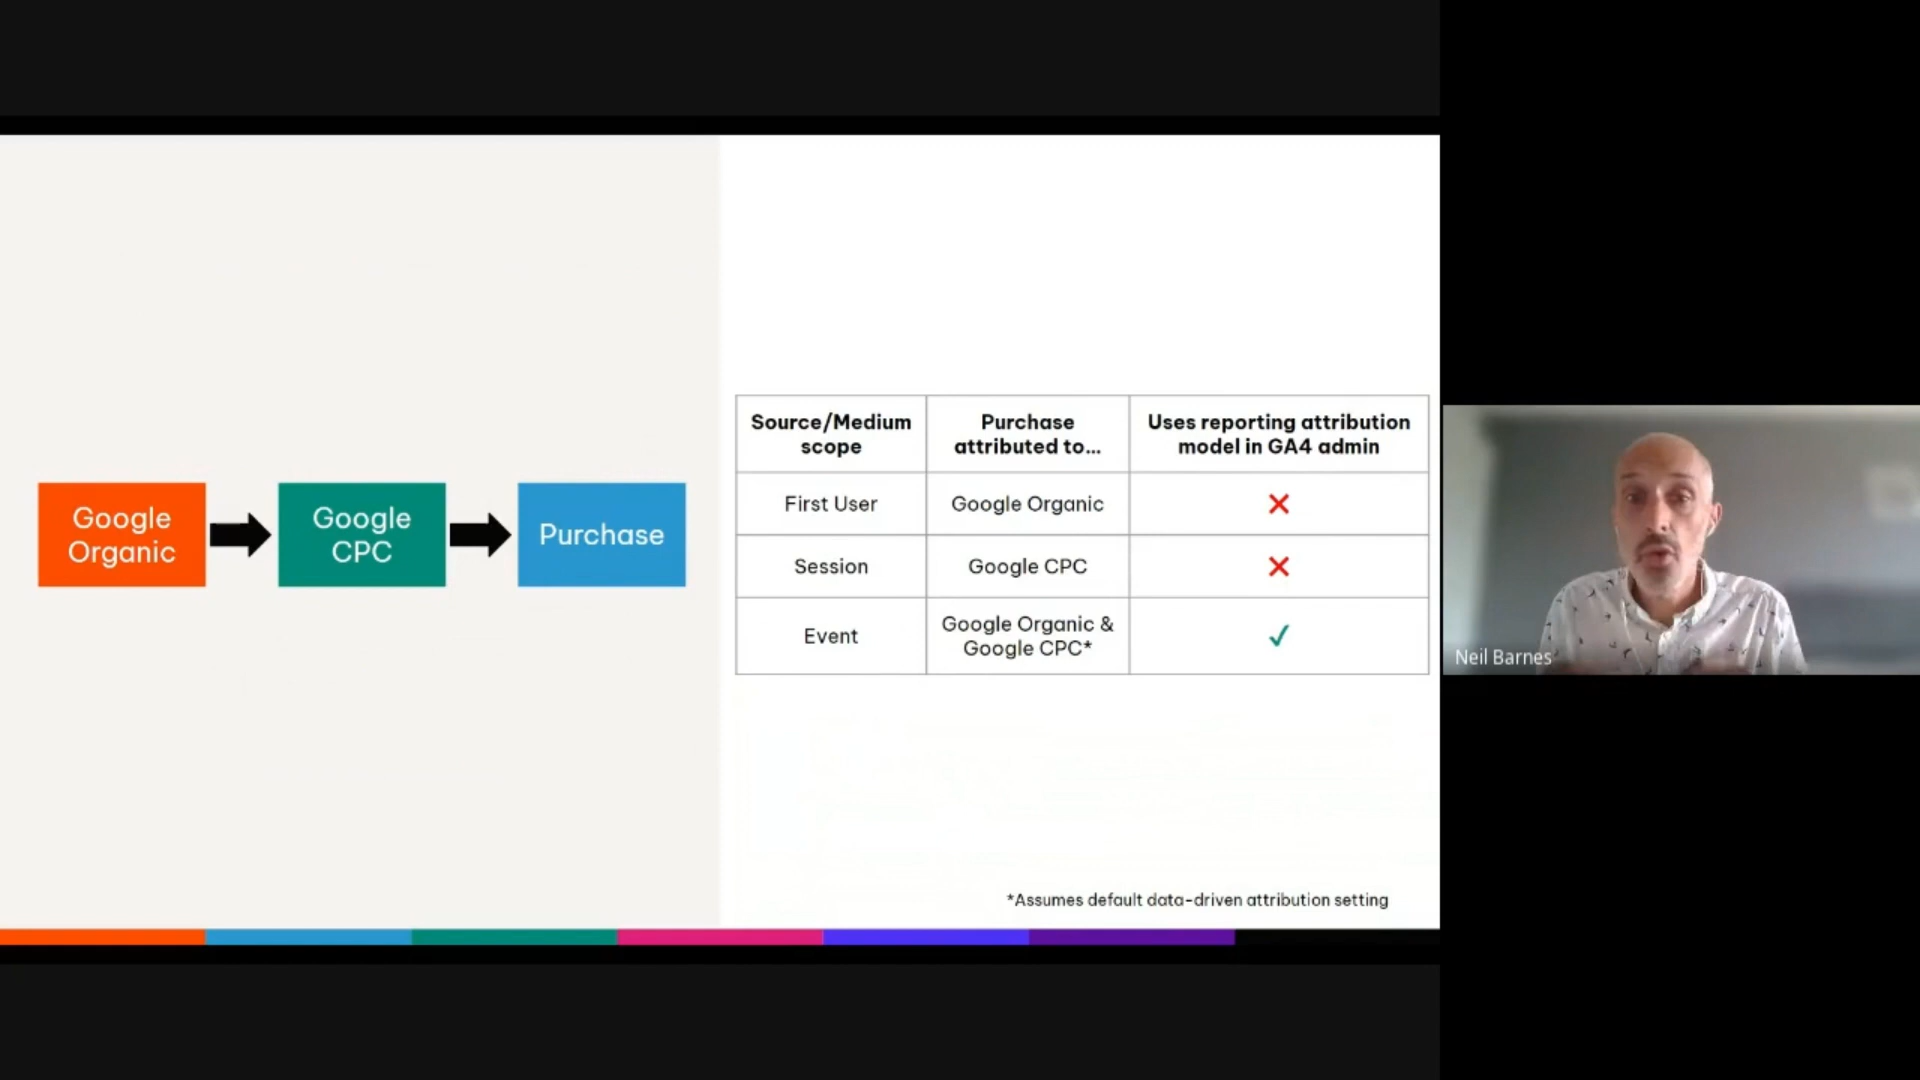 Google
Organic
Google
CPC
Purchase
Source/Medium
scope
Purchase
attributed to...
Uses reporting attribution
model in GA4 admin
First User
Google Organic
Session
Google CPC
Event
Google Organic &
Google CPC*
*Assumes default data-driven attribution setting
Neil Barnes